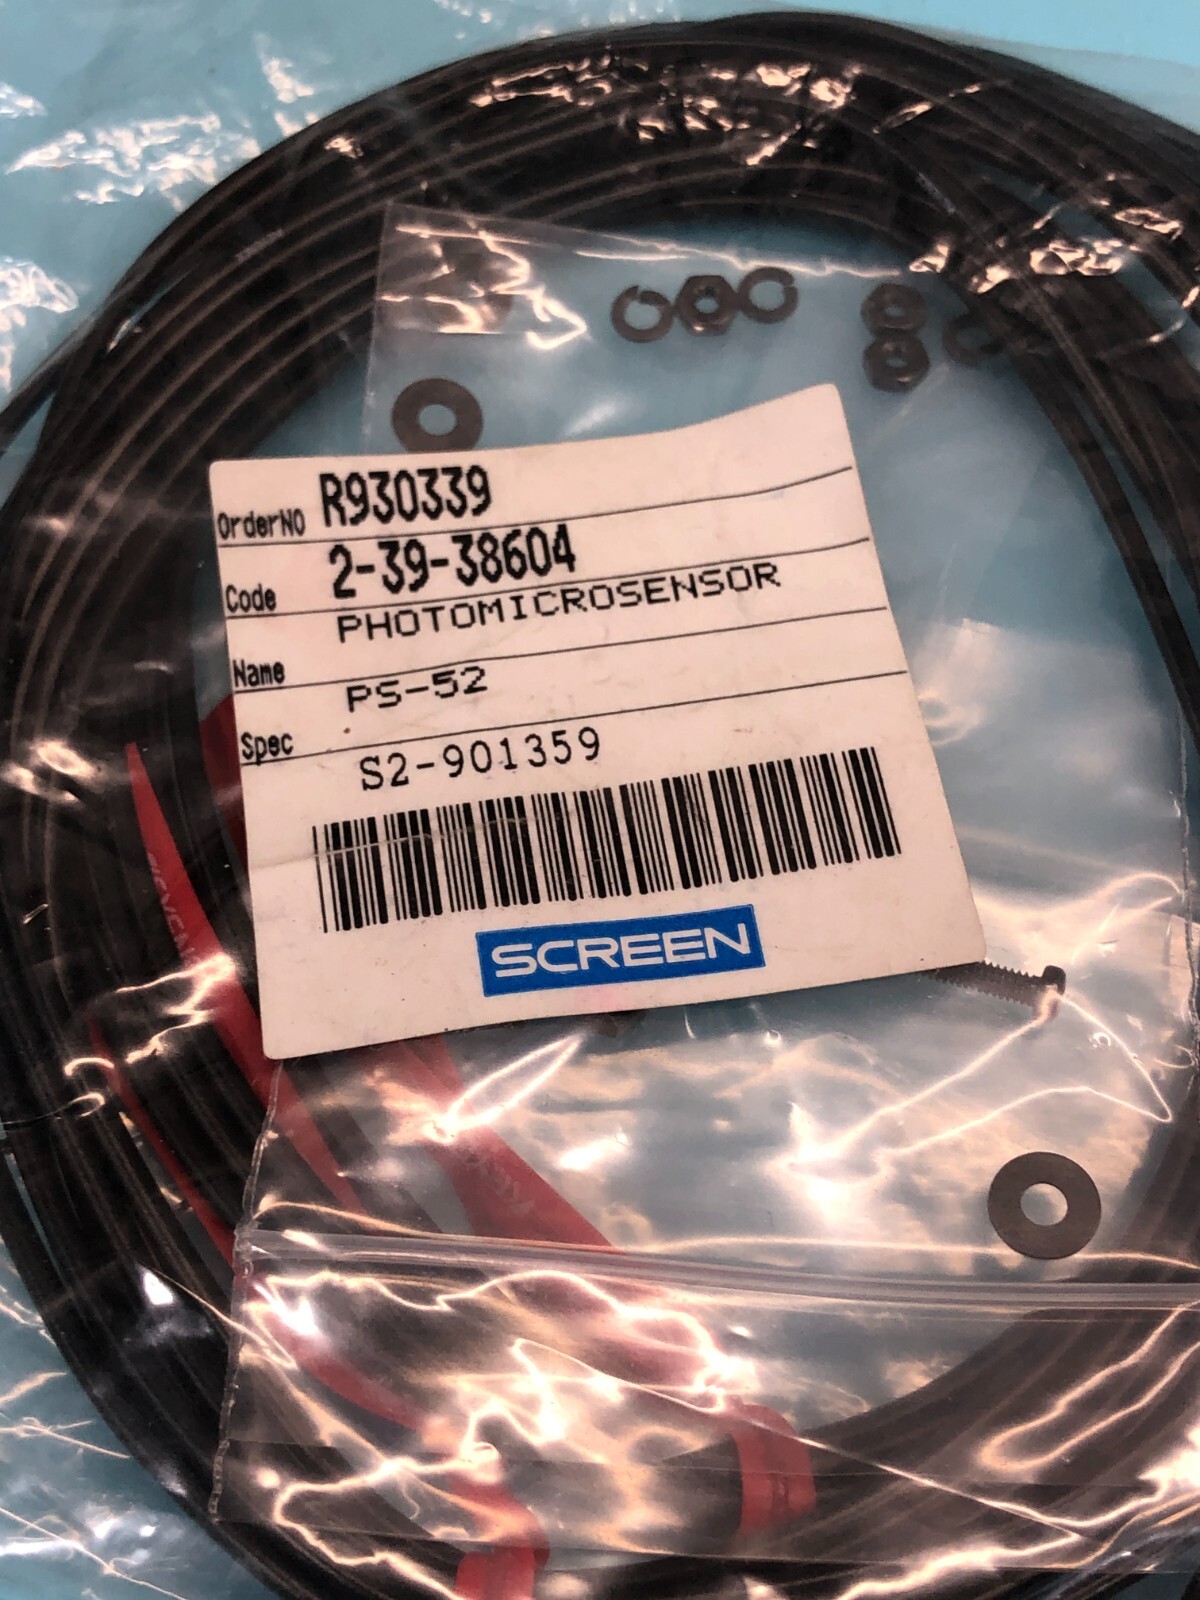 OrderNO R930339
Code 2-39-38604
Name PHOTOMICROSENSOR
Spec PS-52
S2-901359
SCREEN